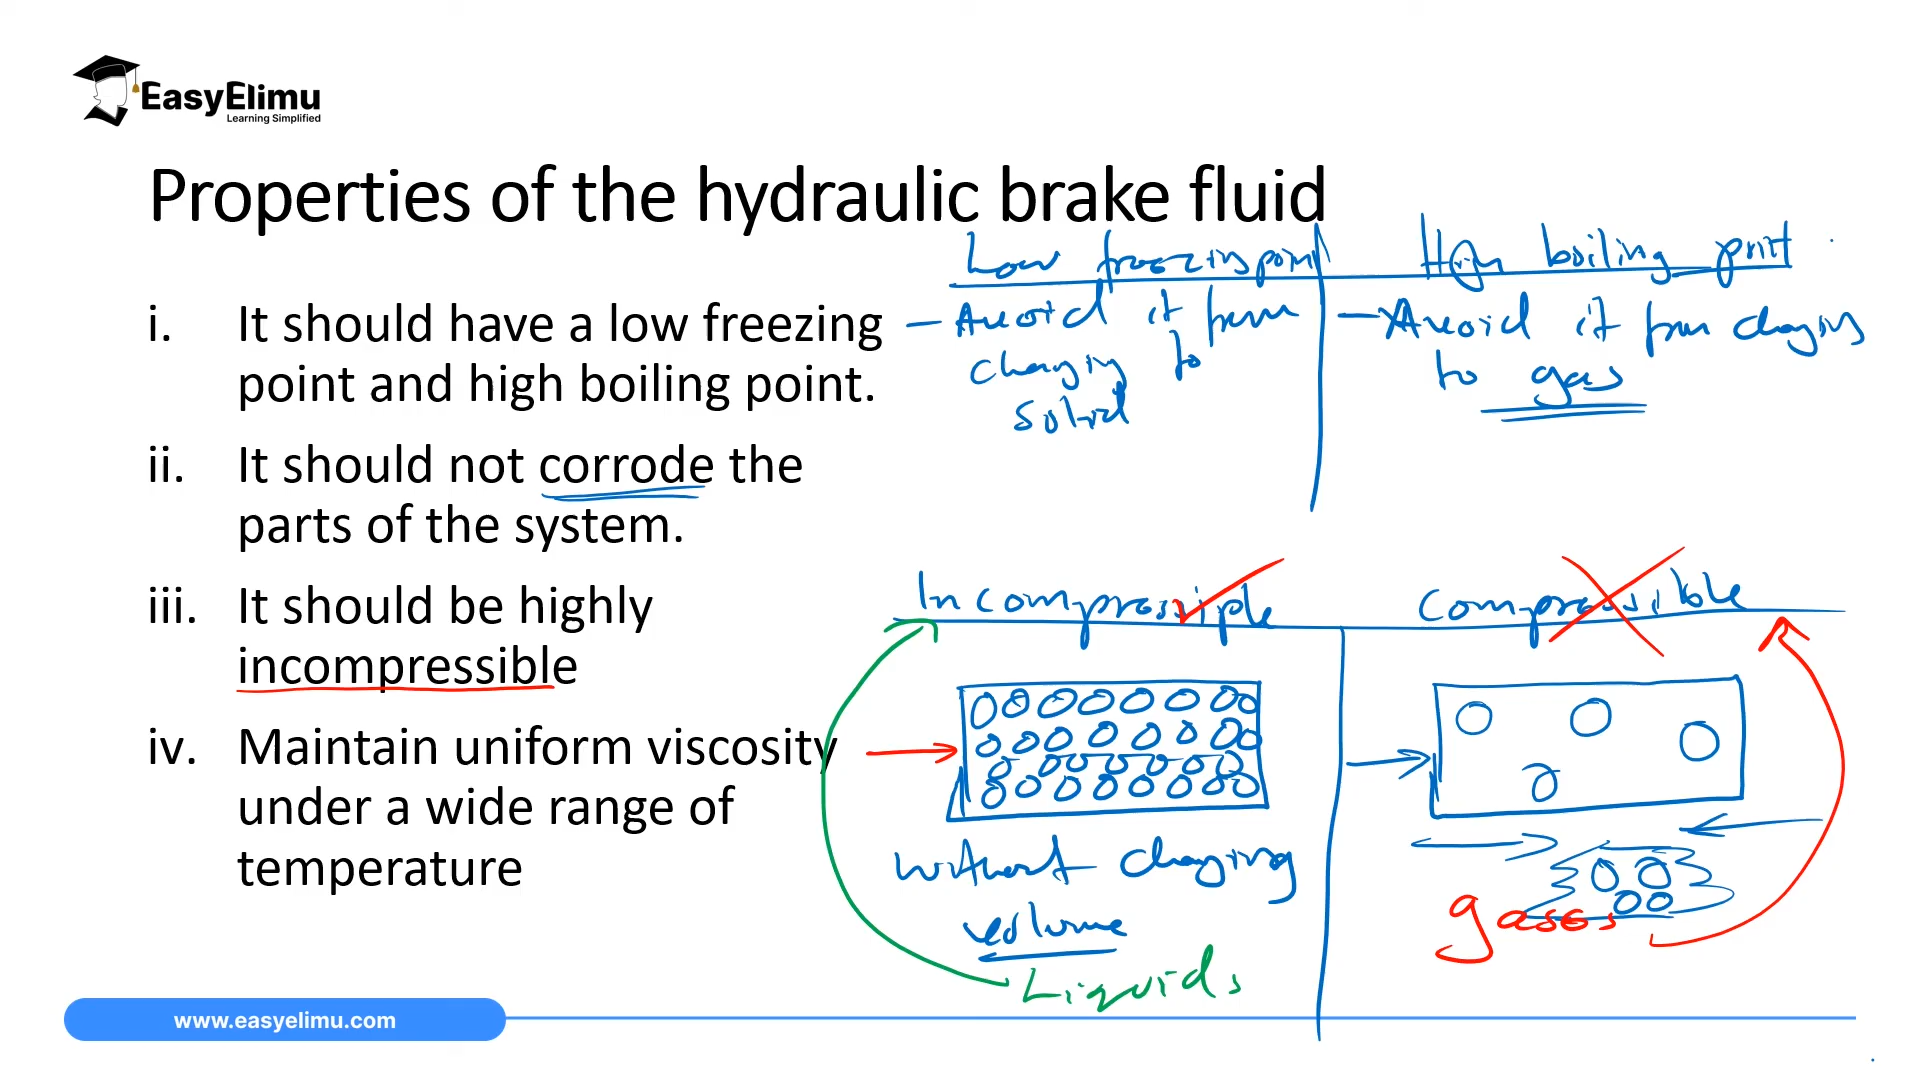 EasyElimu
Learning Simplified
Properties of the hydraulic brake fluid
i. It should have a low freezing
point and high boiling point.
ii. It should not corrode the
parts of the system.
iii. It should be highly
incompressible
iv. Maintain uniform viscosity
under a wide range of
temperature
Low freezing point
- Avoid it from
changing to
solid
High boiling point
- Avoid it from changing
to gas
Incompressiple
without changing
volume
Liquids
compressible
gases
www.easyelimu.com